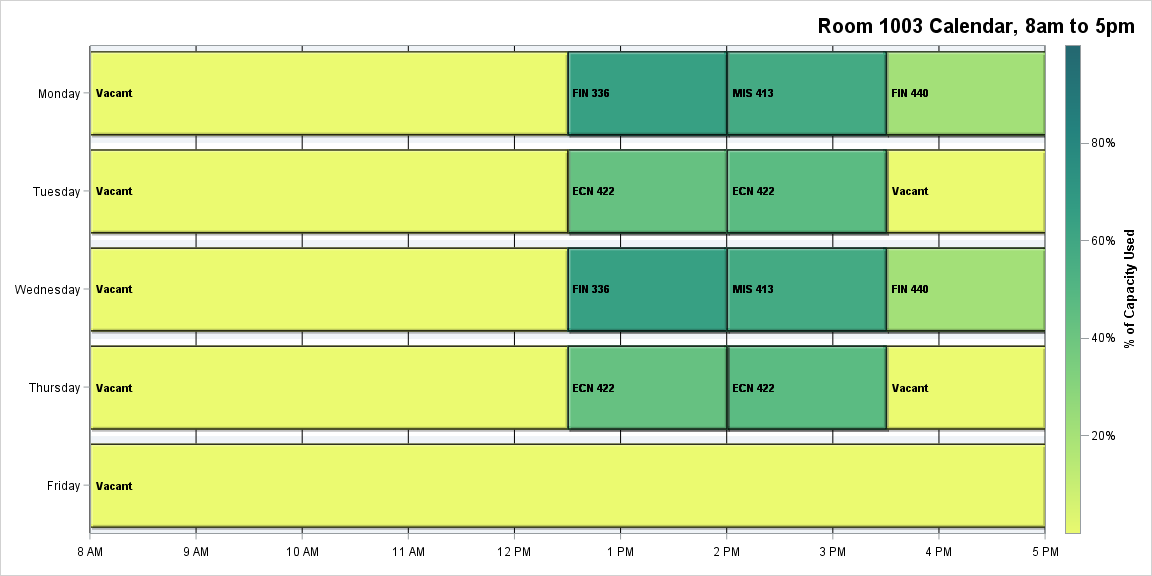 Room 1003 Calendar, 8am to 5pm
Monday
Vacant
FIN 336
MIS 413
FIN 440
Tuesday
Vacant
ECN 422
ECN 422
Vacant
Wednesday
Vacant
FIN 336
MIS 413
FIN 440
Thursday
Vacant
ECN 422
ECN 422
Vacant
Friday
Vacant
8 AM
9 AM
10 AM
11 AM
12 PM
1 PM
2 PM
3 PM
4 PM
5 PM
80%
60%
40%
20%
% of Capacity Used